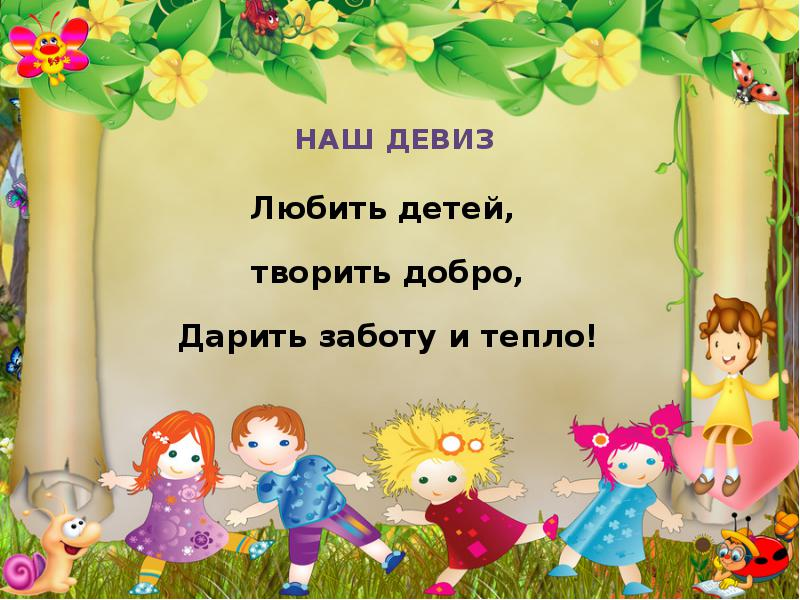 НАШ ДЕВИЗ
Любить детей,
творить добро,
Дарить заботу и тепло!